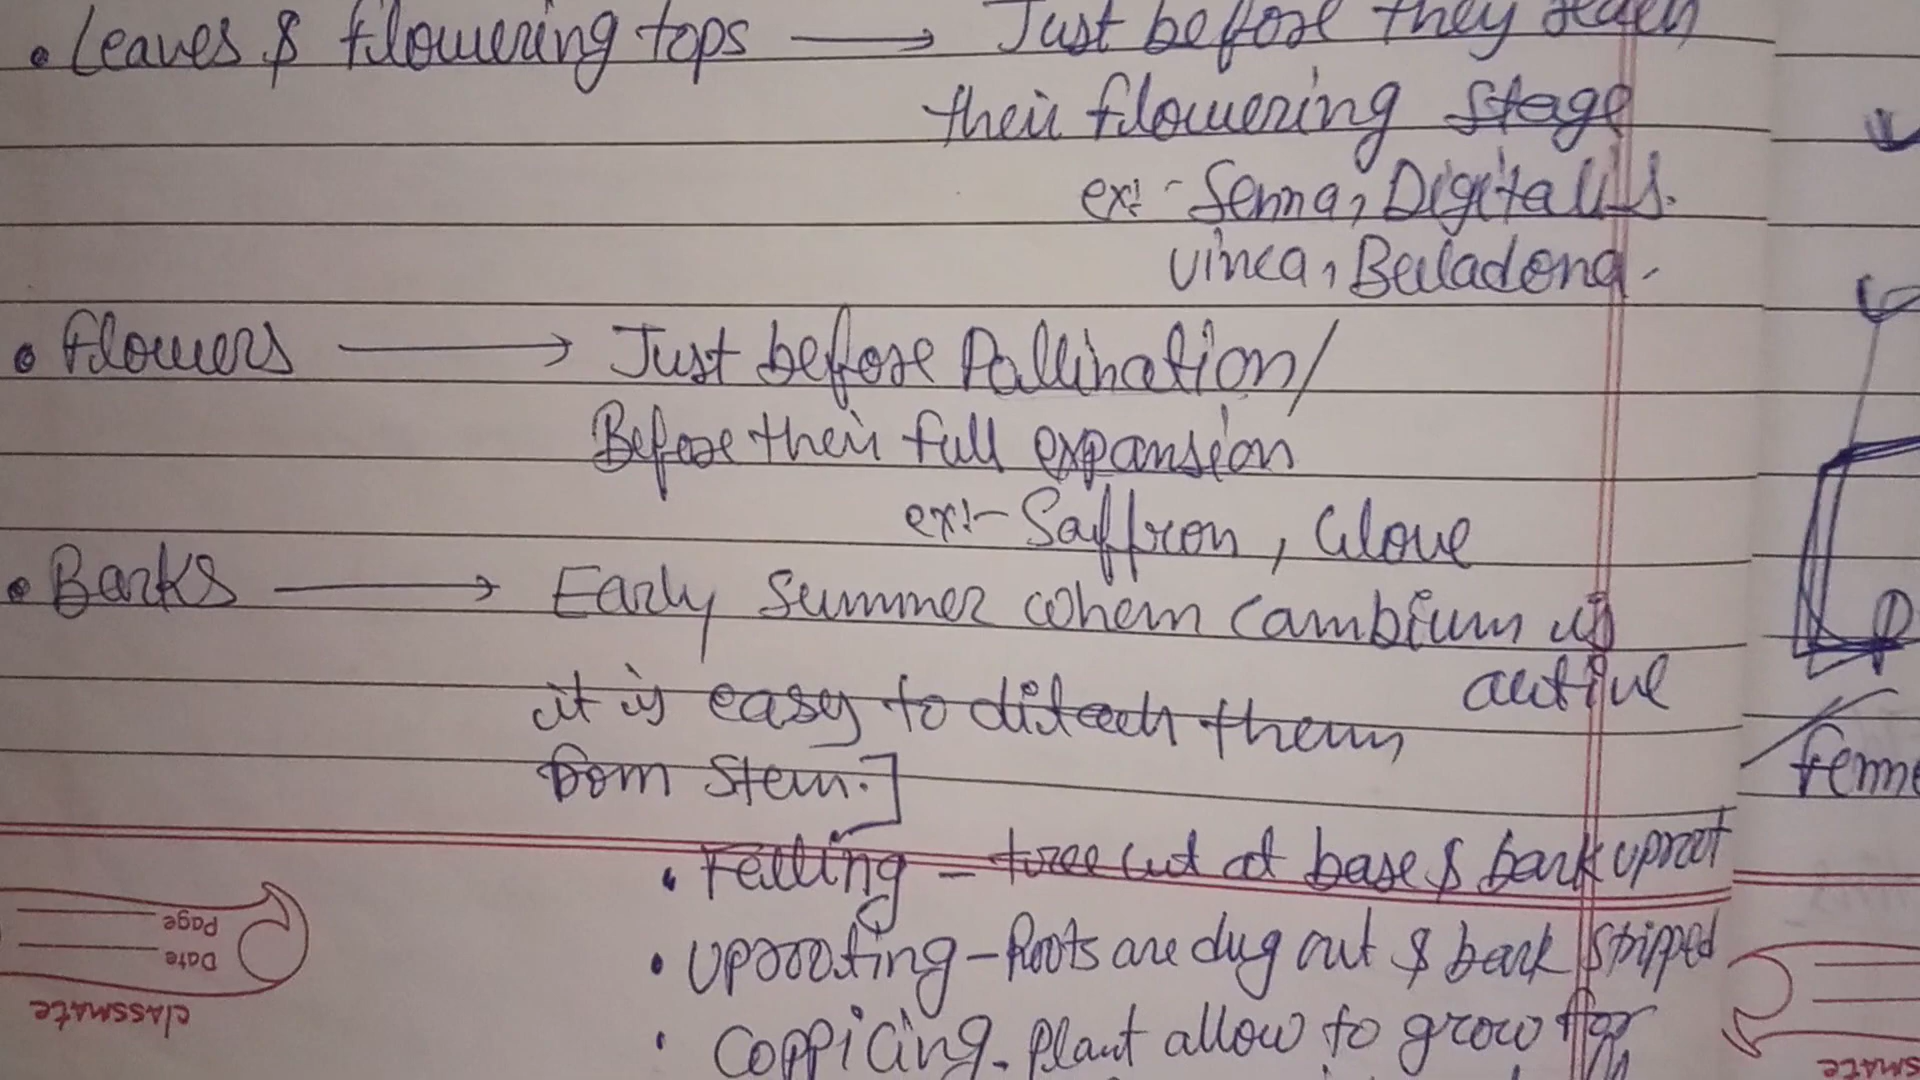 • Leaves & flowering tops → Just before they reach
their flowering stage
ex:- Senna, Digitalis.
vinca, Belladona.
• Flowers → Just before Pollination/
Before their full expansion
ex:- Saffron, Clove
• Barks → Early summer when cambium is
active
it is easy to ditach them
from stem.]
• Felling - tree cut at base & bark uproot
• Uprooting - Roots are dug out & bark stripped
• Coppicing - Plant allow to grow
Ferme
Page
Date
classmate